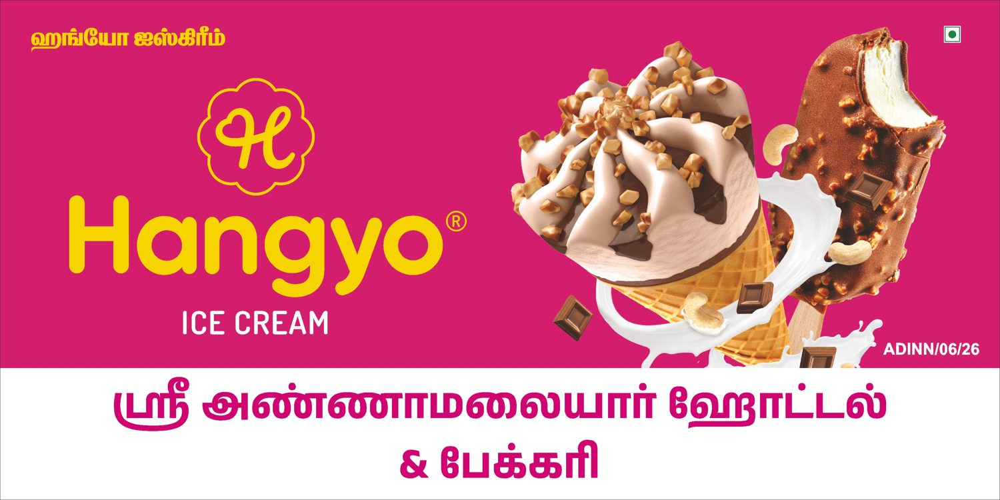 ஹங்யோ ஐஸ்கிரீம்
H
Hangyo®
ICE CREAM
ADINN/06/26
ஸ்ரீ அண்ணாமலையார் ஹோட்டல்
& பேக்கரி